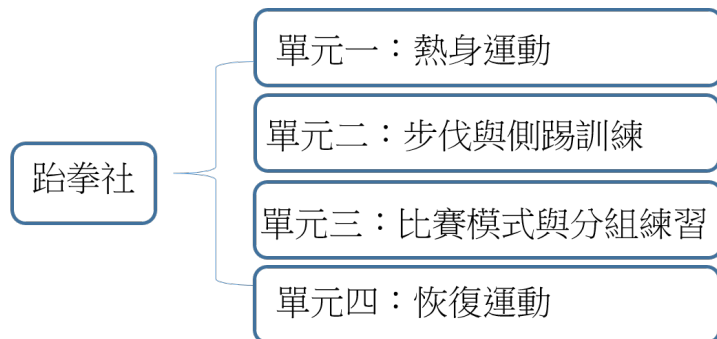 跆拳社
單元一：熱身運動
單元二：步伐與側踢訓練
單元三：比賽模式與分組練習
單元四：恢復運動